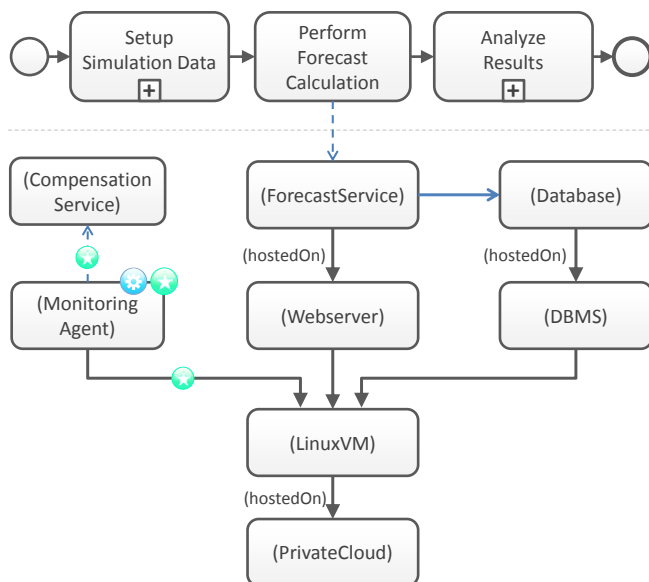 Setup
Simulation Data
Perform
Forecast
Calculation
Analyze
Results
(Compensation
Service)
(ForecastService)
(Database)
(hostedOn)
(hostedOn)
(Monitoring
Agent)
(Webserver)
(DBMS)
(LinuxVM)
(hostedOn)
(PrivateCloud)